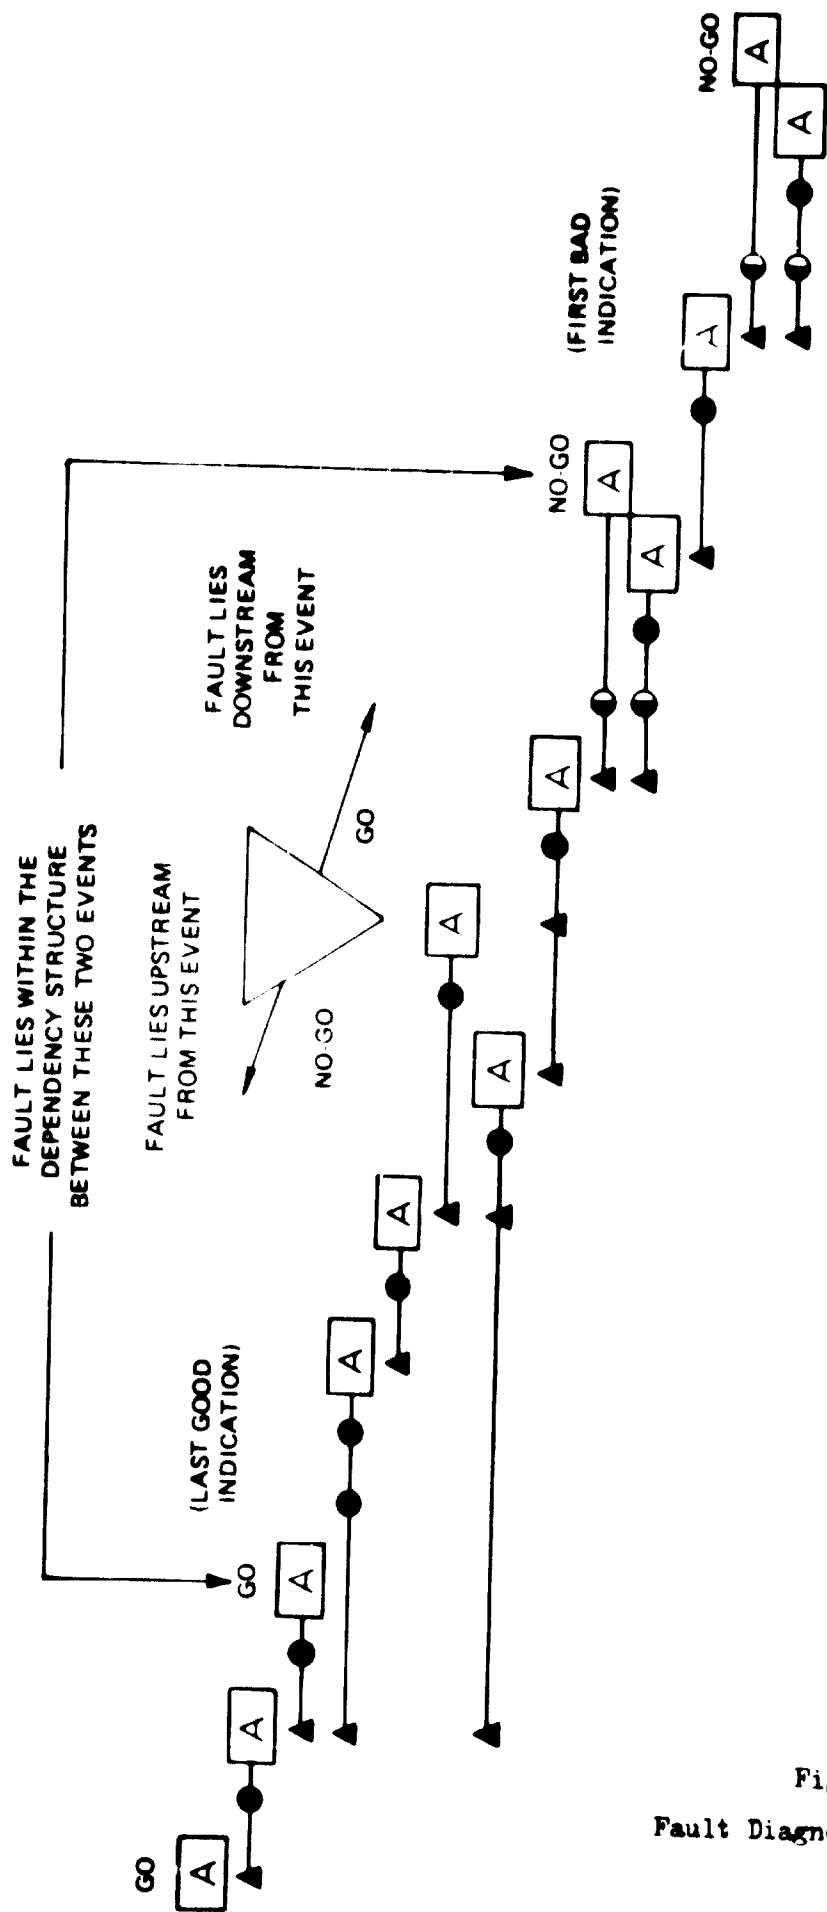 FAULT LIES WITHIN THE
DEPENDENCY STRUCTURE
BETWEEN THESE TWO EVENTS
FAULT LIES UPSTREAM
FROM THIS EVENT
FAULT LIES
DOWNSTREAM
FROM
THIS EVENT
NO-GO
GO
(LAST GOOD
INDICATION)
(FIRST BAD
INDICATION)
GO
A
A
GO
A
A
A
A
A
A
NO-GO
A
A
A
NO-GO
A
A
Fault